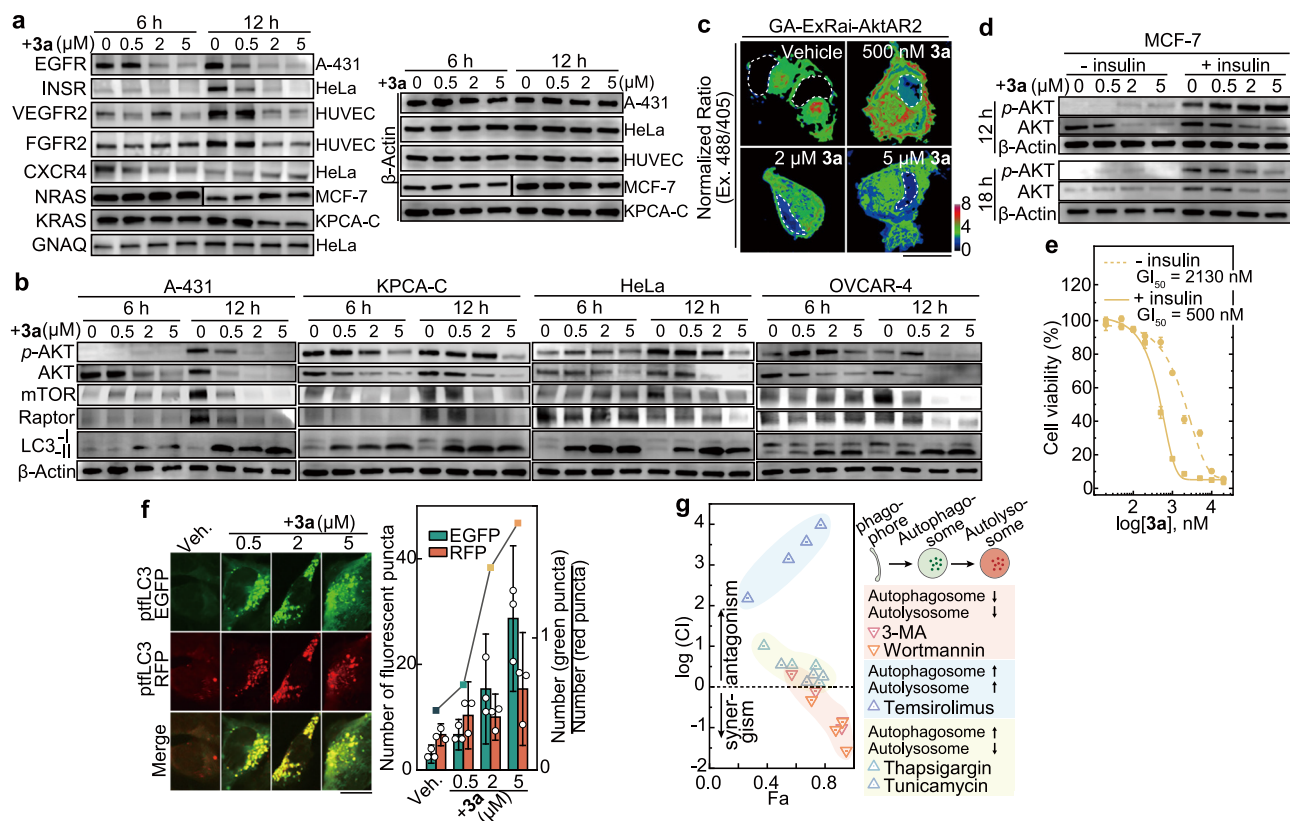 a
6 h 12 h
+3a (μM) 0 0.5 2 5 0 0.5 2 5
EGFR A-431
INSR HeLa
VEGFR2 HUVEC
FGFR2 HUVEC
CXCR4 HeLa
NRAS MCF-7
KRAS KPCA-C
GNAQ HeLa
6 h 12 h
0 0.5 2 5 0 0.5 2 5 (μM)
β-Actin
A-431
HeLa
HUVEC
MCF-7
KPCA-C
c
GA-ExRai-AktAR2
Normalized Ratio
(Ex. 488/405)
Vehicle 500 nM 3a
2 μM 3a 5 μM 3a
8
4
0
d
MCF-7
- insulin + insulin
+3a (μM) 0 0.5 2 5 0 0.5 2 5
12 h
p-AKT
AKT
β-Actin
18 h
p-AKT
AKT
β-Actin
b
A-431 KPCA-C HeLa OVCAR-4
6 h 12 h 6 h 12 h 6 h 12 h 6 h 12 h
+3a (μM) 0 0.5 2 5 0 0.5 2 5 0 0.5 2 5 0 0.5 2 5 0 0.5 2 5 0 0.5 2 5 0 0.5 2 5 0 0.5 2 5
p-AKT
AKT
mTOR
Raptor
LC3-I
-II
β-Actin
e
- insulin
GI50 = 2130 nM
+ insulin
GI50 = 500 nM
Cell viability (%)
100
80
60
40
20
0
2 3 4
log[3a], nM
f
Veh. +3a (μM)
0.5 2 5
ptfLC3 EGFP
ptfLC3 RFP
Merge
EGFP
RFP
Number of fluorescent puncta
40
20
0
Number (green puncta)
Number (red puncta)
1
0
Veh. 0.5 2 5
+3a (μM)
g
log (CI)
4
2
1
0
-1
-2
antagonism
syner-
gism
0.0 0.4 0.8
Fa
phago-
phore
Autophago-
some
Autolyso-
some
Autophagosome ↓
Autolysosome ↓
3-MA
Wortmannin
Autophagosome ↑
Autolysosome ↑
Temsirolimus
Autophagosome ↑
Autolysosome ↓
Thapsigargin
Tunicamycin